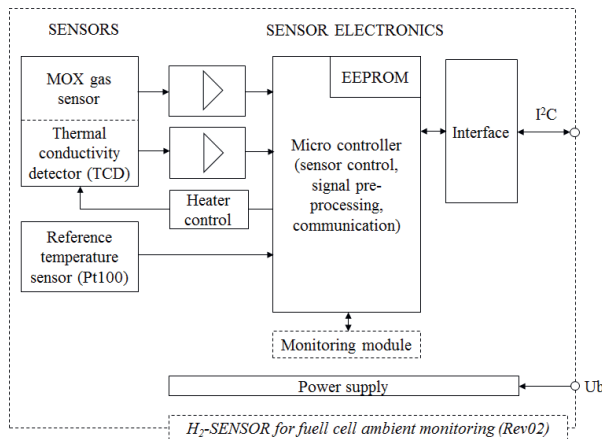 SENSORS
SENSOR ELECTRONICS
MOX gas
sensor
Thermal
conductivity
detector (TCD)
Heater
control
Reference
temperature
sensor (Pt100)
EEPROM
Micro controller
(sensor control,
signal pre-
processing,
communication)
Interface
I²C
Monitoring module
Power supply
Ub
H₂-SENSOR for fuell cell ambient monitoring (Rev02)